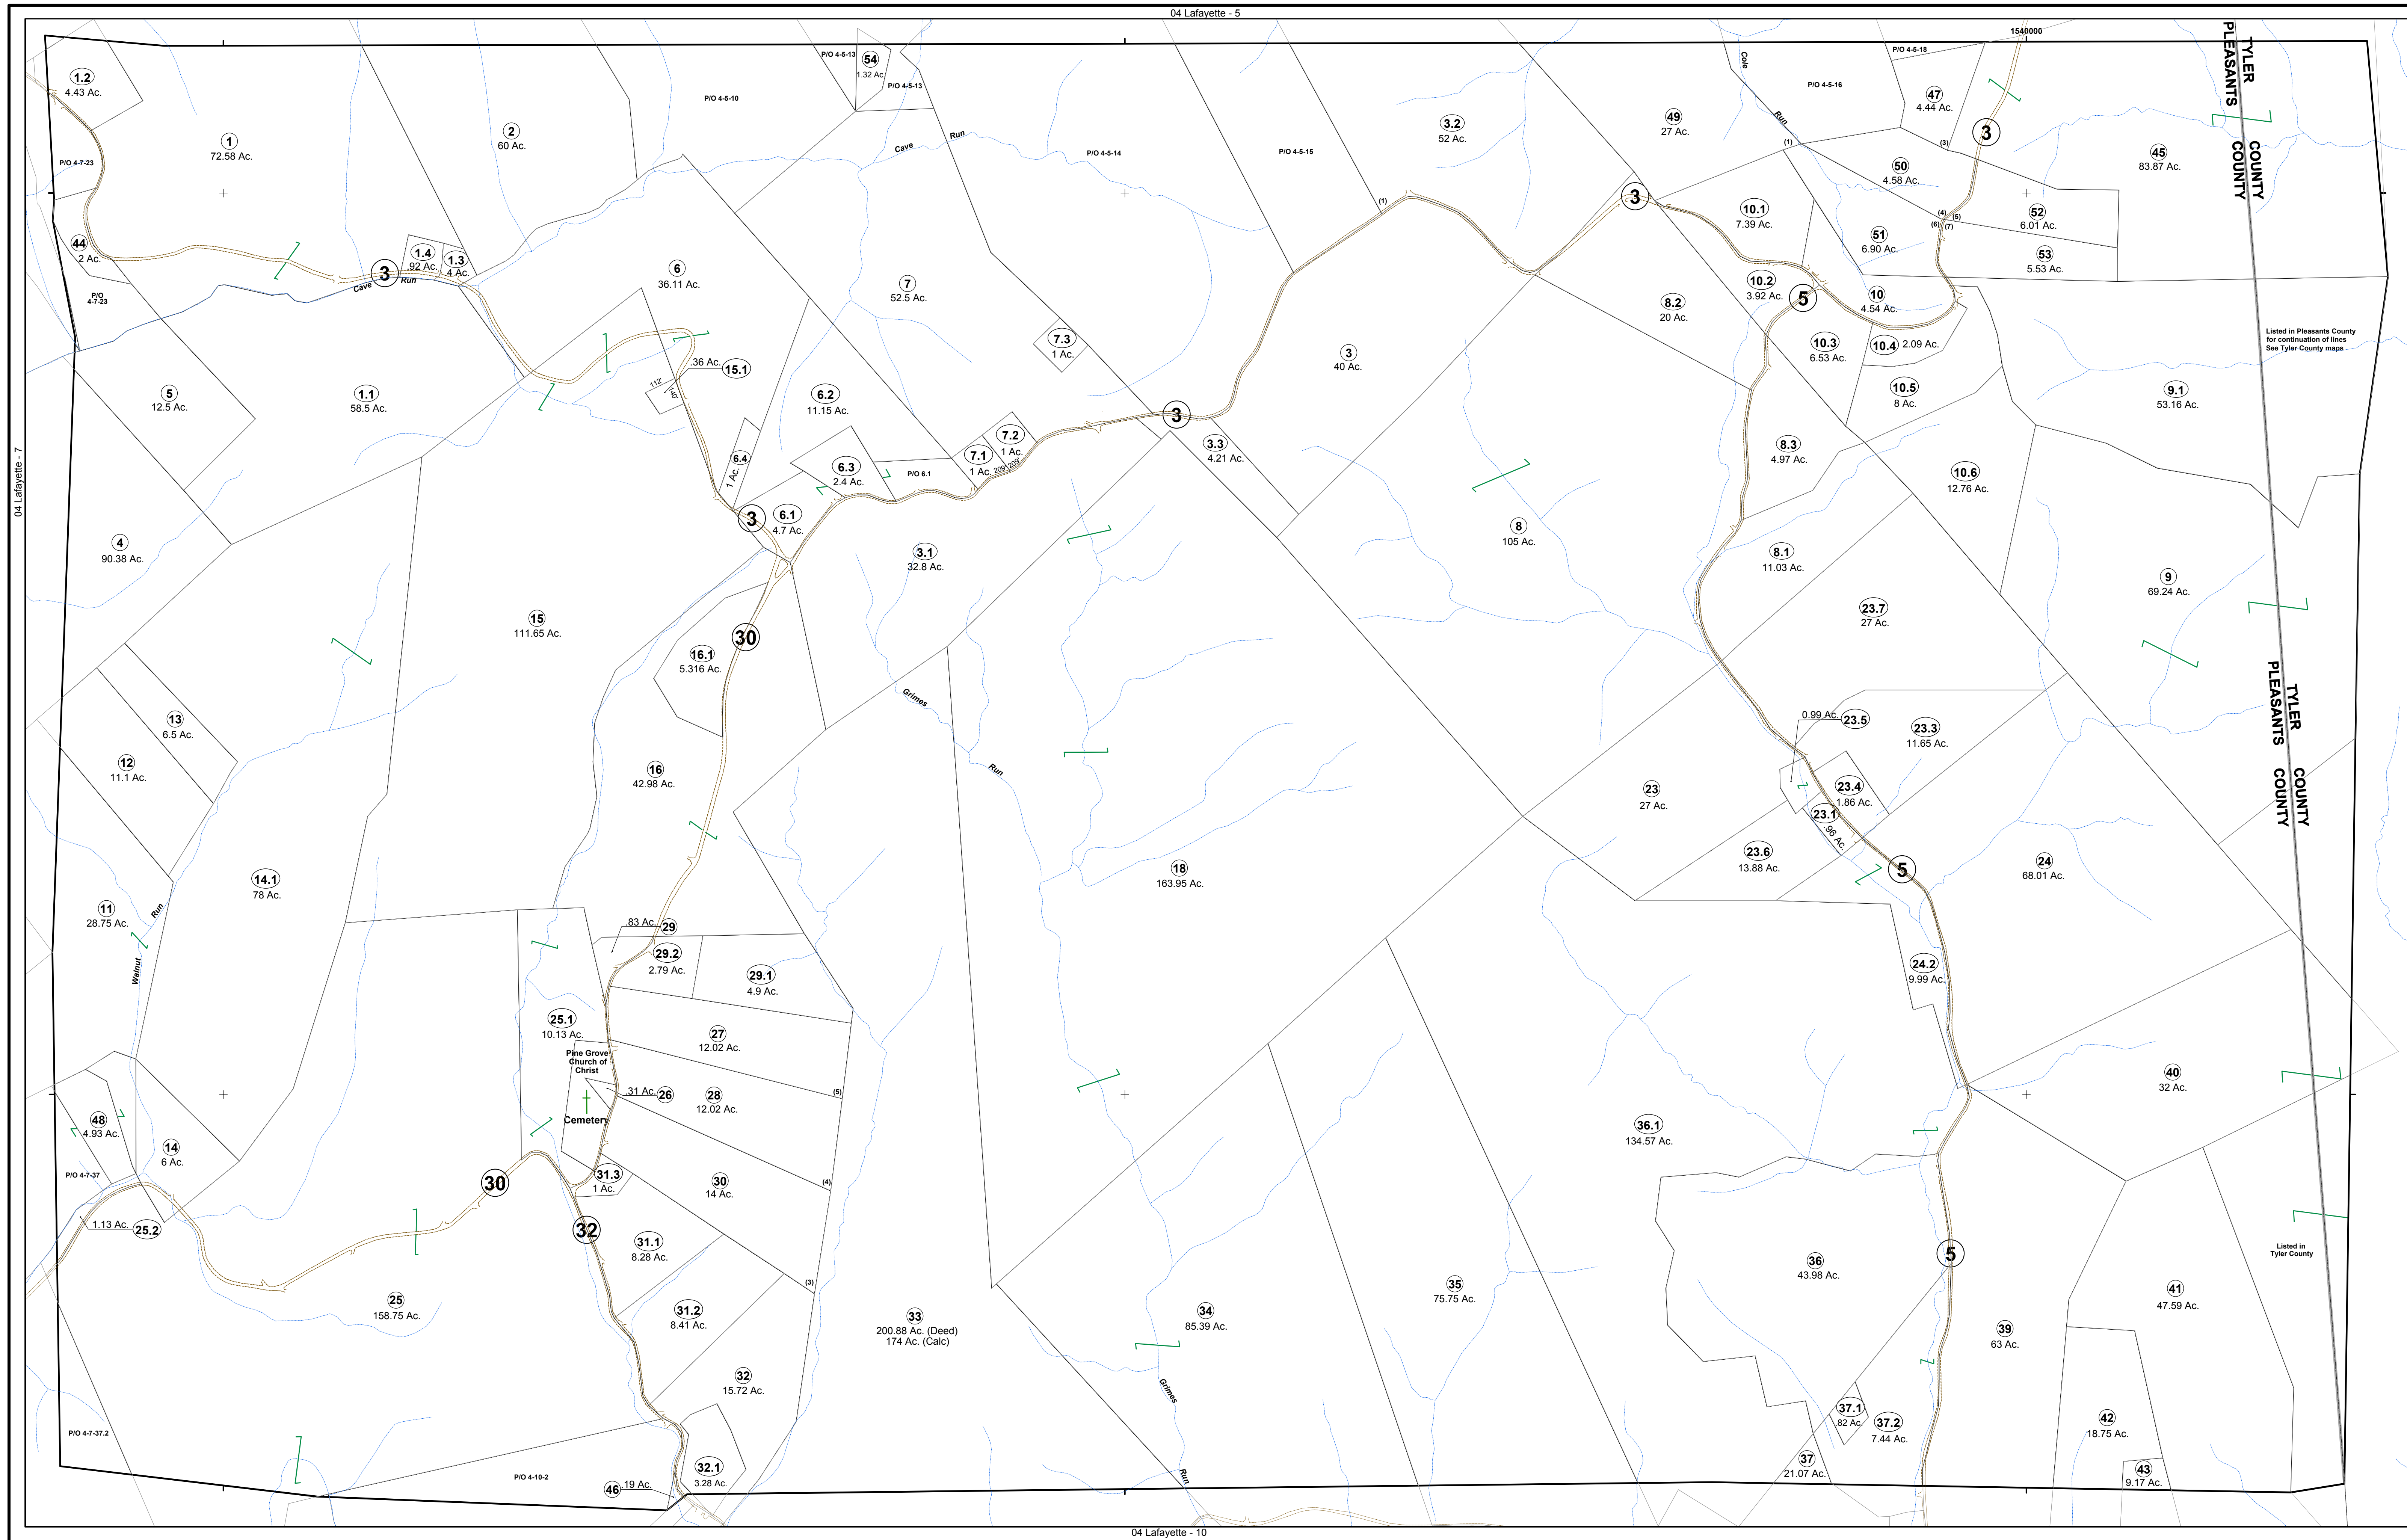 04 Lafayette - 5
1540000
TYLER
PLEASANTS
COUNTY
COUNTY
1.2
4.43 Ac.
P/O 4-7-23
1
72.58 Ac.
2
60 Ac.
P/O 4-5-10
P/O 4-5-13
54
1.32 Ac.
P/O 4-5-13
Cave
Run
P/O 4-5-14
P/O 4-5-15
(1)
3.2
52 Ac.
49
27 Ac.
Cole
Run
P/O 4-5-16
P/O 4-5-18
47
4.44 Ac.
(3)
3
45
83.87 Ac.
(1)
50
4.58 Ac.
(4)
(5)
(6)
(7)
52
6.01 Ac.
53
5.53 Ac.
51
6.90 Ac.
3
10.1
7.39 Ac.
10.2
3.92 Ac.
5
10
4.54 Ac.
10.3
6.53 Ac.
10.4
2.09 Ac.
10.5
8 Ac.
8.2
20 Ac.
8.3
4.97 Ac.
Listed in Pleasants County
for continuation of lines
See Tyler County maps
9.1
53.16 Ac.
44
2 Ac.
P/O
4-7-23
Cave
3
Run
1.4
.92 Ac.
1.3
.4 Ac.
6
36.11 Ac.
7
52.5 Ac.
7.3
1 Ac.
3
40 Ac.
5
12.5 Ac.
1.1
58.5 Ac.
112'
140'
.36 Ac.
15.1
6.2
11.15 Ac.
6.4
1 Ac.
6.3
2.4 Ac.
P/O 6.1
7.1
1 Ac.
7.2
1 Ac.
209'
209'
3
3.3
4.21 Ac.
04 Lafayette - 7
4
90.38 Ac.
3
6.1
4.7 Ac.
3.1
32.8 Ac.
8
105 Ac.
10.6
12.76 Ac.
8.1
11.03 Ac.
9
69.24 Ac.
23.7
27 Ac.
15
111.65 Ac.
30
16.1
5.316 Ac.
Grimes
Run
13
6.5 Ac.
12
11.1 Ac.
16
42.98 Ac.
TYLER
PLEASANTS
COUNTY
COUNTY
0.99 Ac.
23.5
23.3
11.65 Ac.
23.4
1.86 Ac.
23.1
.96 Ac.
23
27 Ac.
23.6
13.88 Ac.
5
24
68.01 Ac.
18
163.95 Ac.
14.1
78 Ac.
11
28.75 Ac.
Run
Walnut
.83 Ac.
29
29.2
2.79 Ac.
29.1
4.9 Ac.
24.2
9.99 Ac.
25.1
10.13 Ac.
27
12.02 Ac.
Pine Grove
Church of
Christ
.31 Ac.
26
Cemetery
28
12.02 Ac.
(5)
40
32 Ac.
36.1
134.57 Ac.
48
4.93 Ac.
14
6 Ac.
P/O 4-7-37
1.13 Ac.
25.2
30
31.3
1 Ac.
30
14 Ac.
(4)
32
31.1
8.28 Ac.
(3)
5
36
43.98 Ac.
Listed in
Tyler County
41
47.59 Ac.
25
158.75 Ac.
31.2
8.41 Ac.
33
200.88 Ac. (Deed)
174 Ac. (Calc)
34
85.39 Ac.
35
75.75 Ac.
39
63 Ac.
32
15.72 Ac.
Grimes
Run
37.1
.82 Ac.
37.2
7.44 Ac.
42
18.75 Ac.
P/O 4-7-37.2
P/O 4-10-2
46
.19 Ac.
32.1
3.28 Ac.
37
21.07 Ac.
43
9.17 Ac.
04 Lafayette - 10